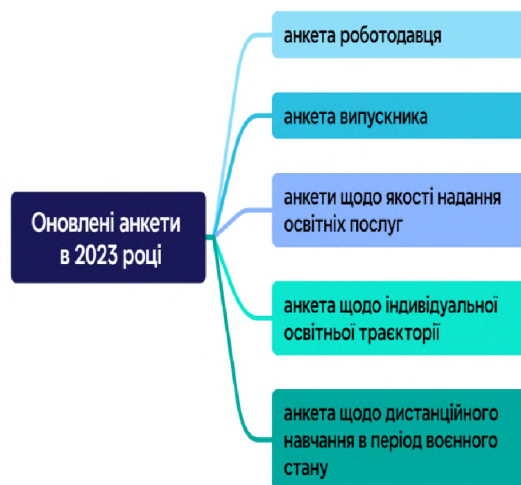 анкета роботодавця
анкета випускника
анкети щодо якості надання
освітніх послуг
Оновлені анкети
в 2023 році
анкета щодо індивідуальної
освітньої траєкторії
анкета щодо дистанційного
навчання в період воєнного
стану